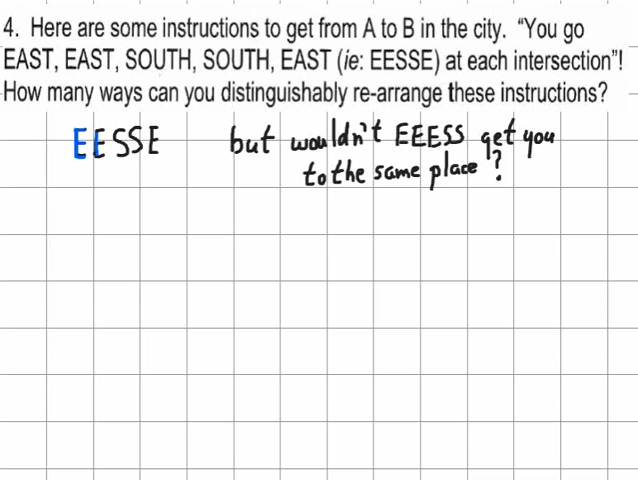 4. Here are some instructions to get from A to B in the city. "You go
EAST, EAST, SOUTH, SOUTH, EAST (ie: EESSE) at each intersection"!
How many ways can you distinguishably re-arrange these instructions?
EESSE but wouldn't EEESS get you
to the same place?